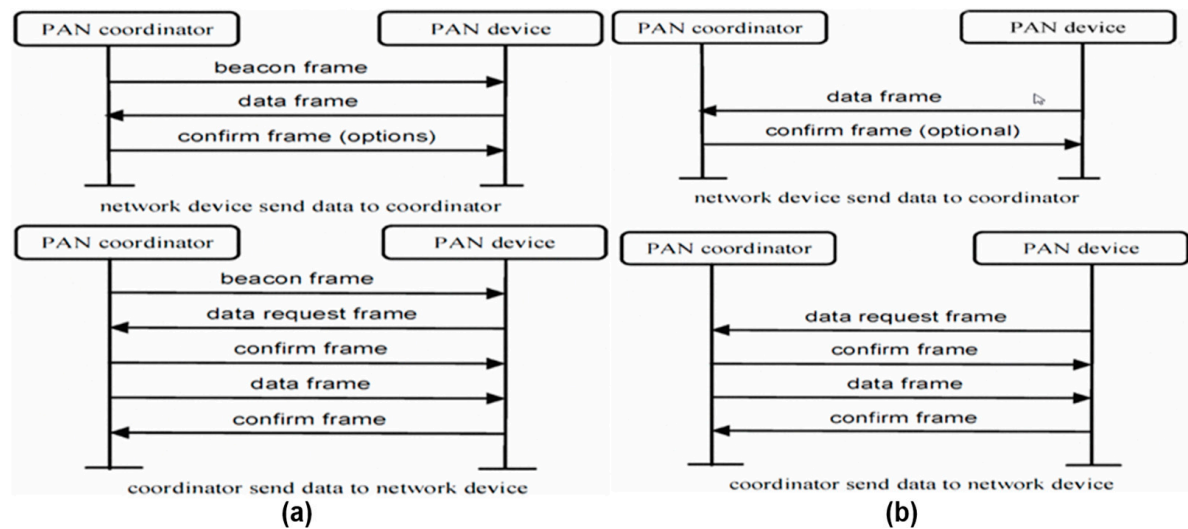 PAN coordinator
PAN device
beacon frame
data frame
confirm frame (options)
network device send data to coordinator
PAN coordinator
PAN device
beacon frame
data request frame
confirm frame
data frame
confirm frame
coordinator send data to network device
(a)
PAN coordinator
PAN device
data frame
confirm frame (optional)
network device send data to coordinator
PAN coordinator
PAN device
data request frame
confirm frame
data frame
confirm frame
coordinator send data to network device
(b)